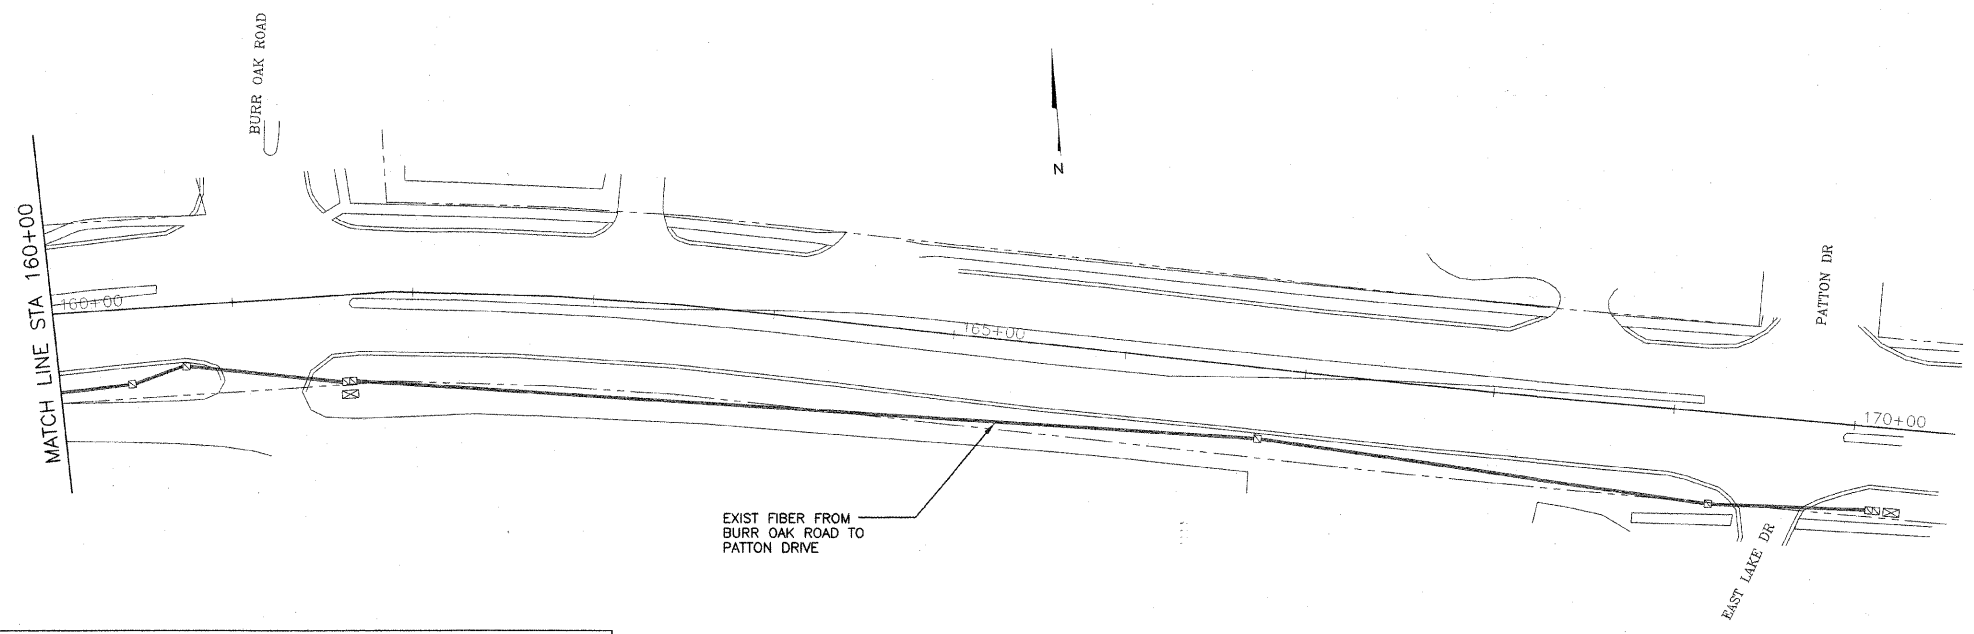 BURR OAK ROAD
N
MATCH LINE STA 160+00
160+00
165+00
PATTON DR
170+00
EXIST FIBER FROM
BURR OAK ROAD TO
PATTON DRIVE
EAST LAKE DR